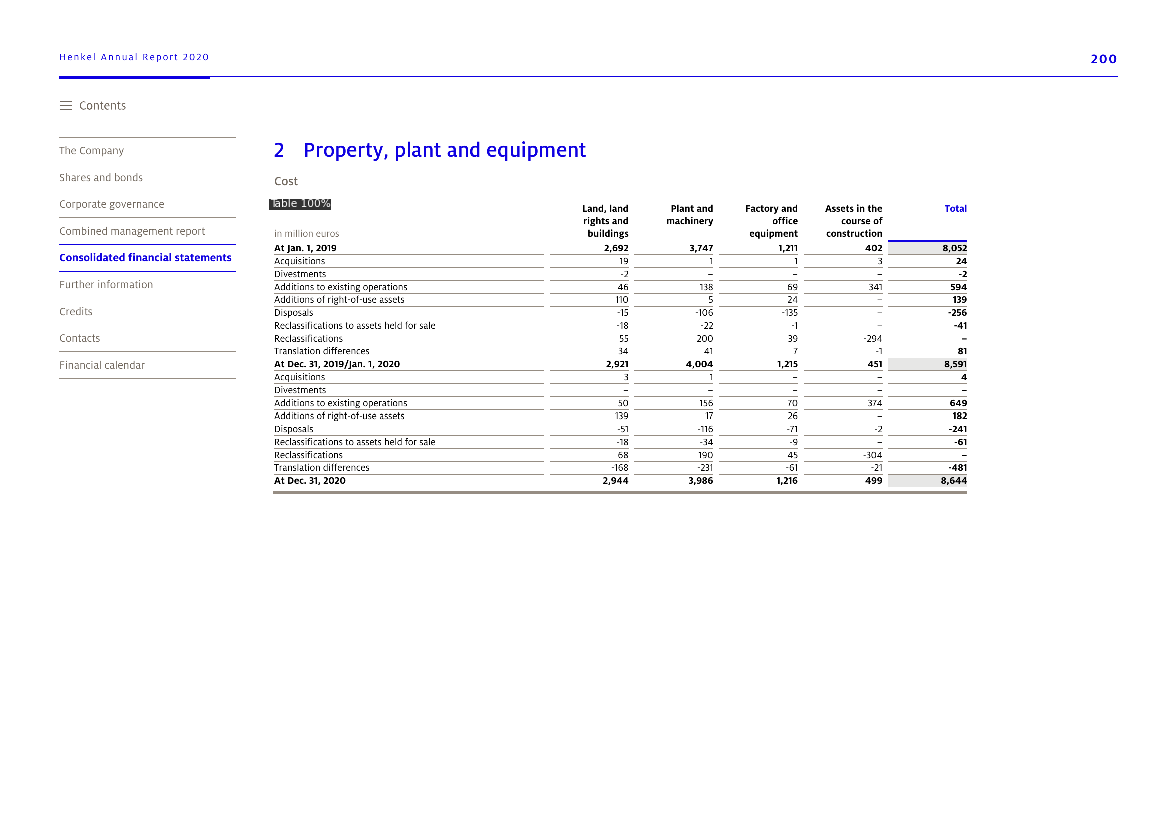 Henkel Annual Report 2020
200
Contents
The Company
Shares and bonds
Corporate governance
Combined management report
Consolidated financial statements
Further information
Credits
Contacts
Financial calendar
2 Property, plant and equipment
Cost
Table 100%
in million euros Land, land rights and buildings Plant and machinery Factory and office equipment Assets in the course of construction Total
At Jan. 1, 2019 2,692 3,747 1,211 402 8,052
Acquisitions 19 1 1 3 24
Divestments -2 – – – -2
Additions to existing operations 46 138 69 341 594
Additions of right-of-use assets 110 5 24 – 139
Disposals -15 -106 -135 – -256
Reclassifications to assets held for sale -18 -22 -1 – -41
Reclassifications 55 200 39 -294 –
Translation differences 34 41 7 -1 81
At Dec. 31, 2019/Jan. 1, 2020 2,921 4,004 1,215 451 8,591
Acquisitions 3 1 – – 4
Divestments – – – – –
Additions to existing operations 50 156 70 374 649
Additions of right-of-use assets 139 17 26 – 182
Disposals -51 -116 -71 -2 -241
Reclassifications to assets held for sale -18 -34 -9 – -61
Reclassifications 68 190 45 -304 –
Translation differences -168 -231 -61 -21 -481
At Dec. 31, 2020 2,944 3,986 1,216 499 8,644